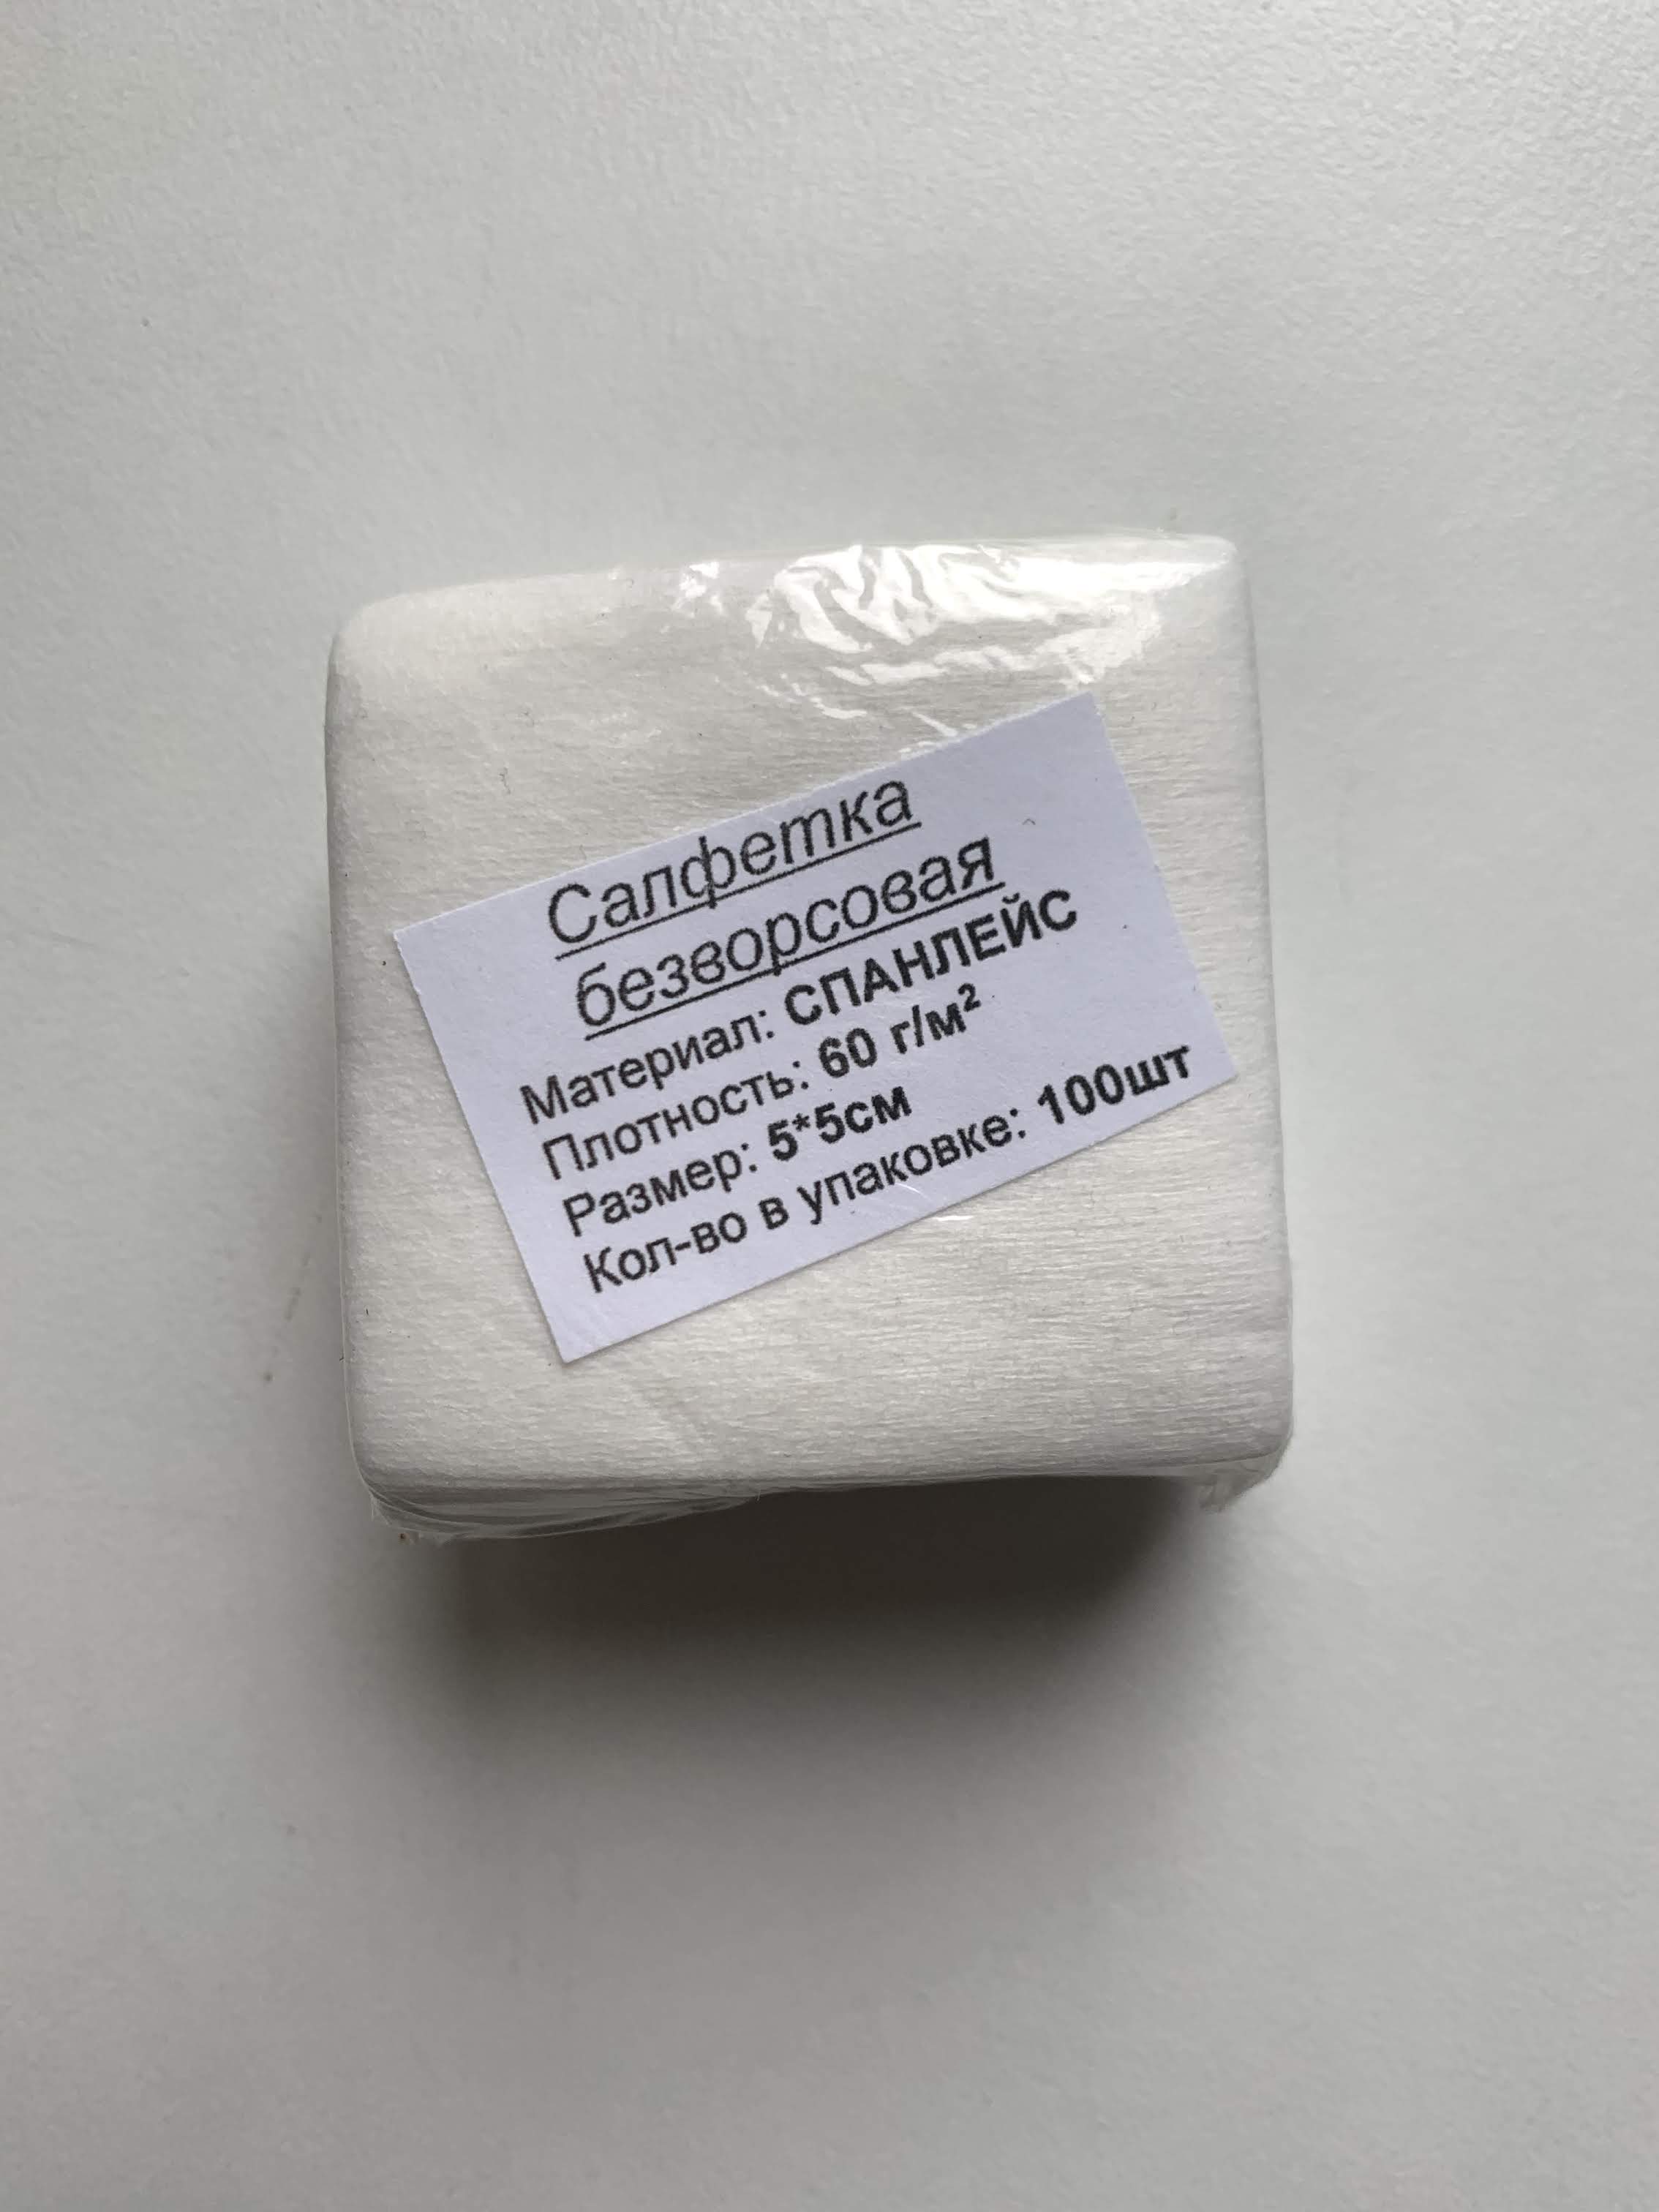 Салфетка
безворсовая
Материал: СПАНЛЕЙС
Плотность: 60 г/м²
Размер: 5*5см
Кол-во в упаковке: 100шт